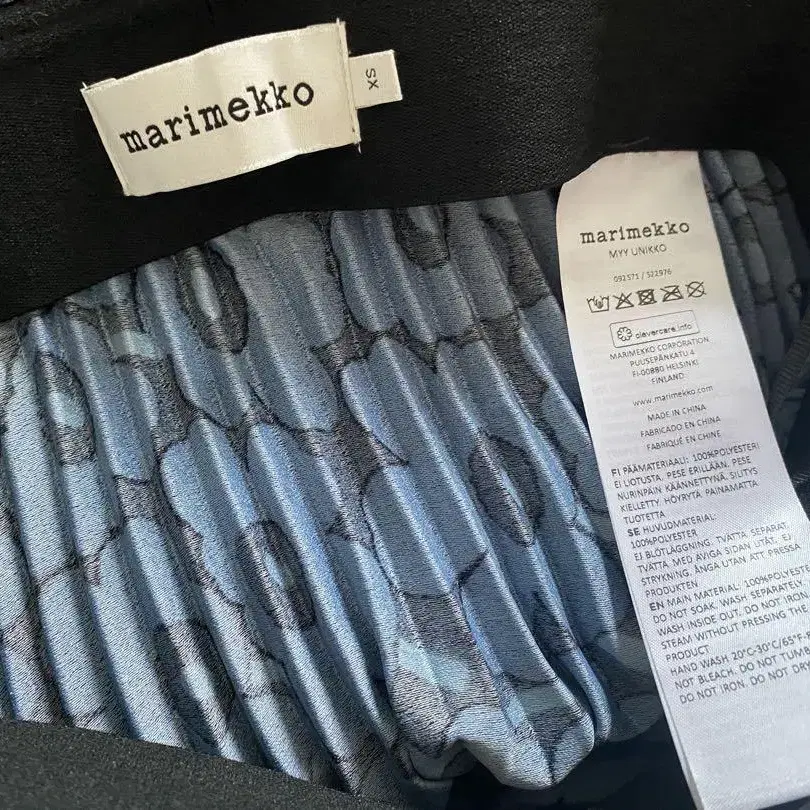 marimekko
XS
marimekko
MYY UNIKKO
092571 / 522976
clevercare.info
MARIMEKKO CORPORATION
PUUSEPÄNKATU 4
FI-00880 HELSINKI
FINLAND
www.marimekko.com
MADE IN CHINA
FABRICADO EN CHINA
FABRIQUÉ EN CHINE
FI PÄÄMATERIAALI: 100%POLYESTERI
EI LIOTUSTA. PESE ERILLÄÄN. PESE
NURINPÄIN KÄÄNNETTYNÄ. SILITYS
KIELLETTY, HÖYRYTÄ PAINAMATTA
TUOTETTA
SE HUVUDMATERIAL:
100%POLYESTER
EJ BLÖTLÄGGNING. TVÄTTA SEPARAT.
TVÄTTA MED AVIGA SIDAN UTÅT. EJ
STRYKNING. ÅNGA UTAN ATT PRESSA
PRODUKTEN
EN MAIN MATERIAL: 100%POLYESTE
DO NOT SOAK. WASH SEPARATELY
WASH INSIDE OUT. DO NOT IRON
STEAM WITHOUT PRESSING TH
PRODUCT
HAND WASH 20°C-30°C/65°
NOT BLEACH. DO NOT TUMB
DO NOT IRON. DO NOT